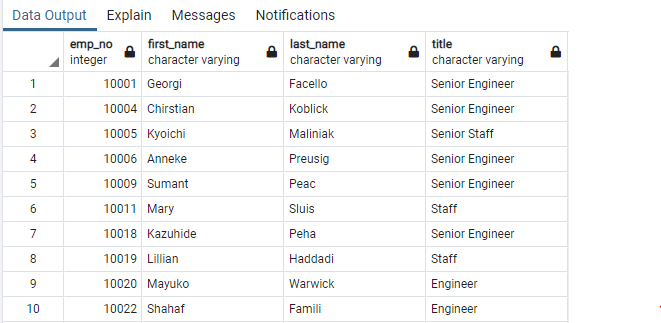 Data Output Explain Messages Notifications
emp_no first_name last_name title
integer character varying character varying character varying
1 10001 Georgi Facello Senior Engineer
2 10004 Chirstian Koblick Senior Engineer
3 10005 Kyoichi Maliniak Senior Staff
4 10006 Anneke Preusig Senior Engineer
5 10009 Sumant Peac Senior Engineer
6 10011 Mary Sluis Staff
7 10018 Kazuhide Peha Senior Engineer
8 10019 Lillian Haddadi Staff
9 10020 Mayuko Warwick Engineer
10 10022 Shahaf Famili Engineer